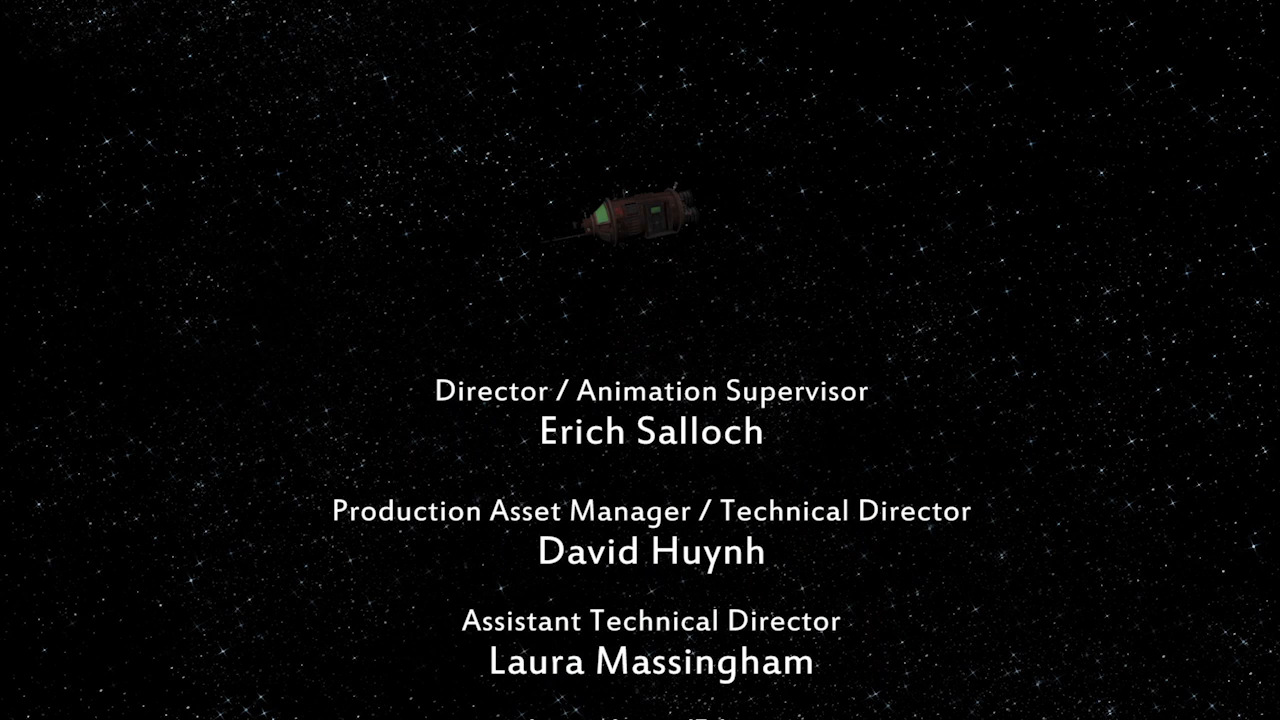 Director / Animation Supervisor
Erich Salloch
Production Asset Manager / Technical Director
David Huynh
Assistant Technical Director
Laura Massingham